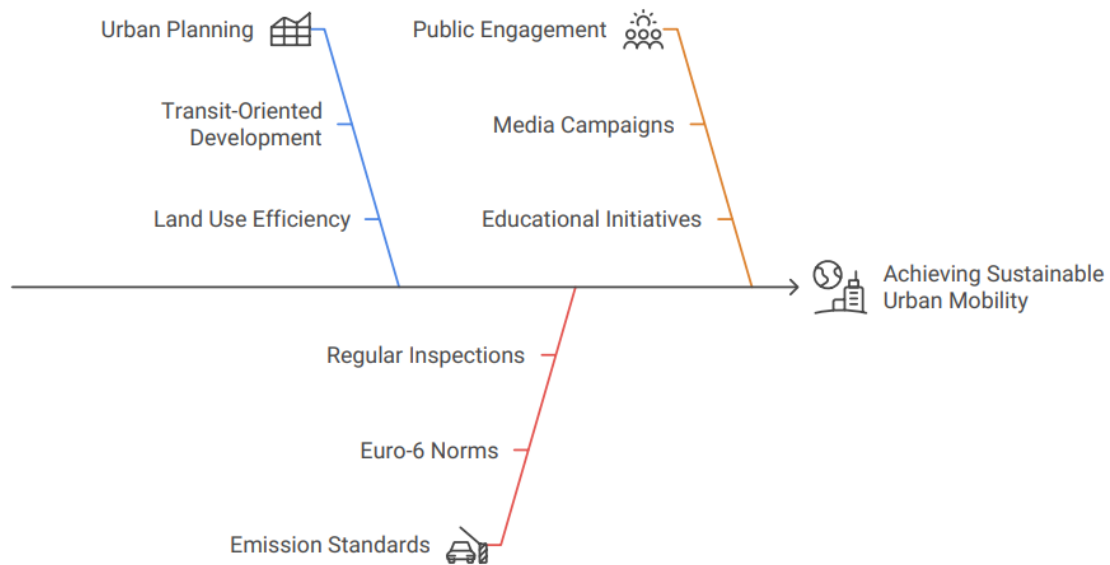 Urban Planning
Public Engagement
Transit-Oriented
Development
Media Campaigns
Land Use Efficiency
Educational Initiatives
Achieving Sustainable
Urban Mobility
Regular Inspections
Euro-6 Norms
Emission Standards